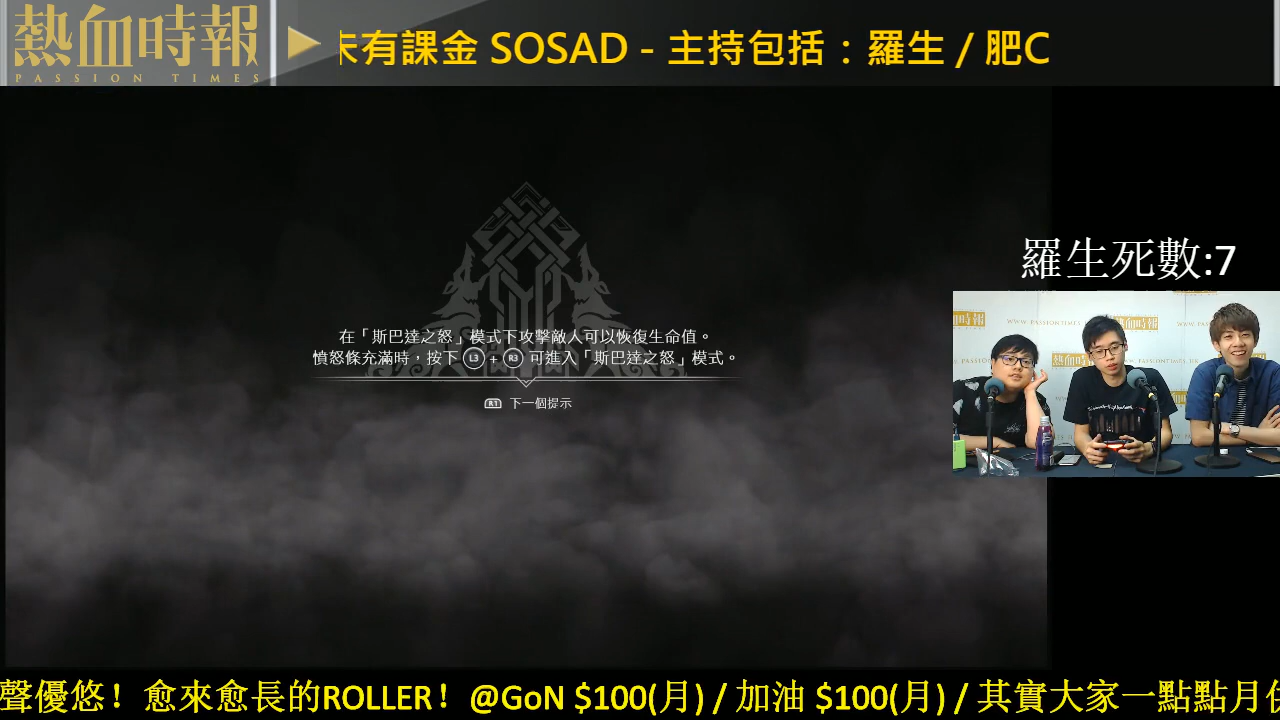 熱血時報
PASSION TIMES
未有課金 SOSAD - 主持包括：羅生 / 肥C
羅生死數:7
在「斯巴達之怒」模式下攻擊敵人可以恢復生命值。
憤怒條充滿時，按下 L3 + R3 可進入「斯巴達之怒」模式。
R1 下一個提示
聲優悠！愈來愈長的ROLLER！@GoN $100(月) / 加油 $100(月) / 其實大家一點點月